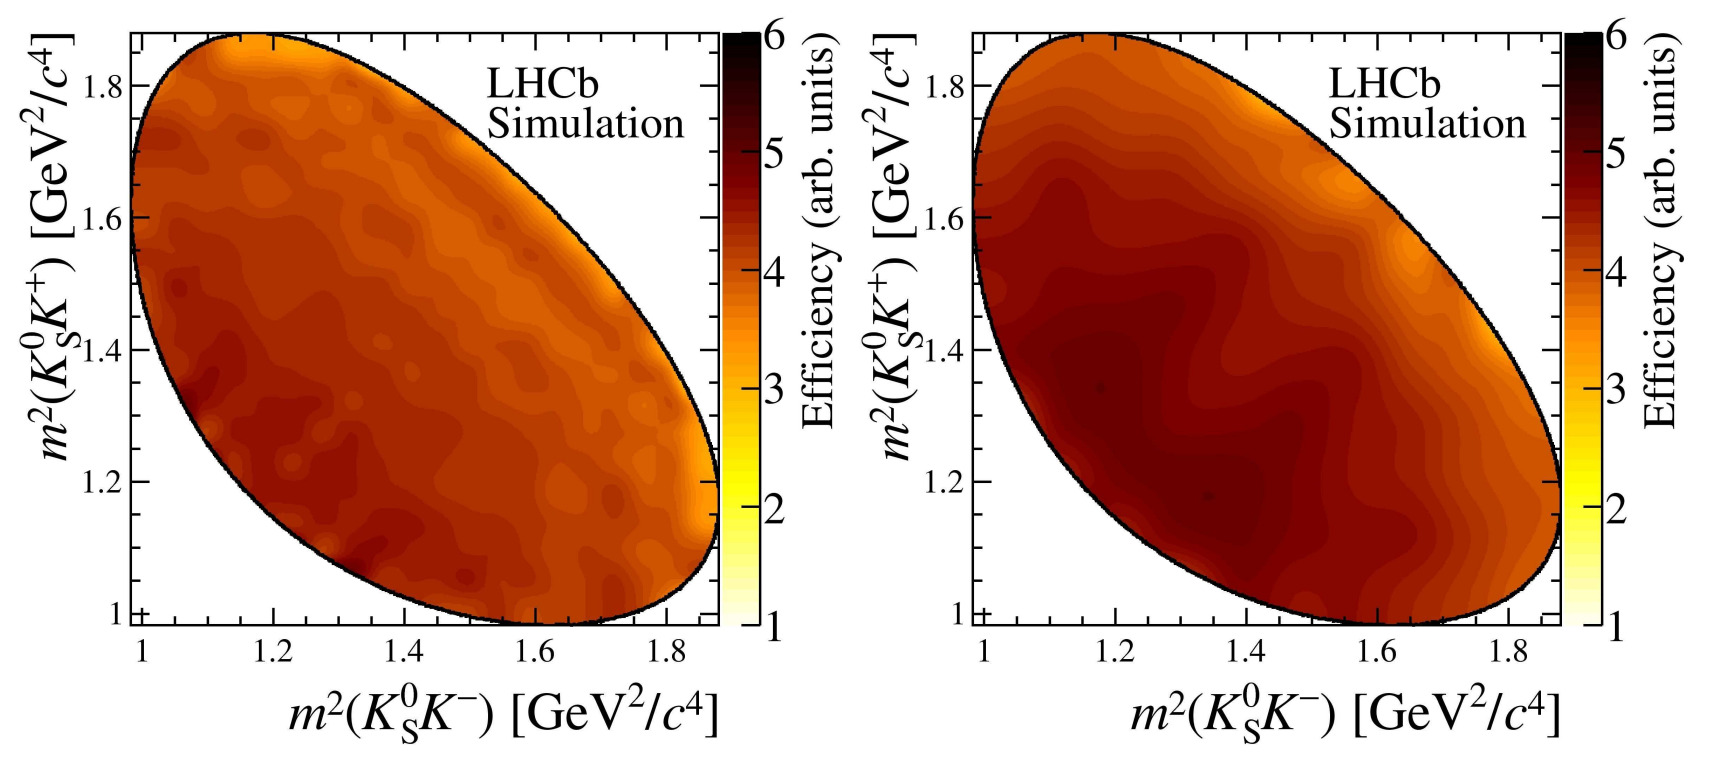 m²(K⁰_S K⁺) [GeV²/c⁴]
1.8
1.6
1.4
1.2
1
LHCb
Simulation
1 1.2 1.4 1.6 1.8
m²(K⁰_S K⁻) [GeV²/c⁴]
6
5
4
3
2
1
Efficiency (arb. units)
m²(K⁰_S K⁺) [GeV²/c⁴]
1.8
1.6
1.4
1.2
1
LHCb
Simulation
1 1.2 1.4 1.6 1.8
m²(K⁰_S K⁻) [GeV²/c⁴]
6
5
4
3
2
1
Efficiency (arb. units)